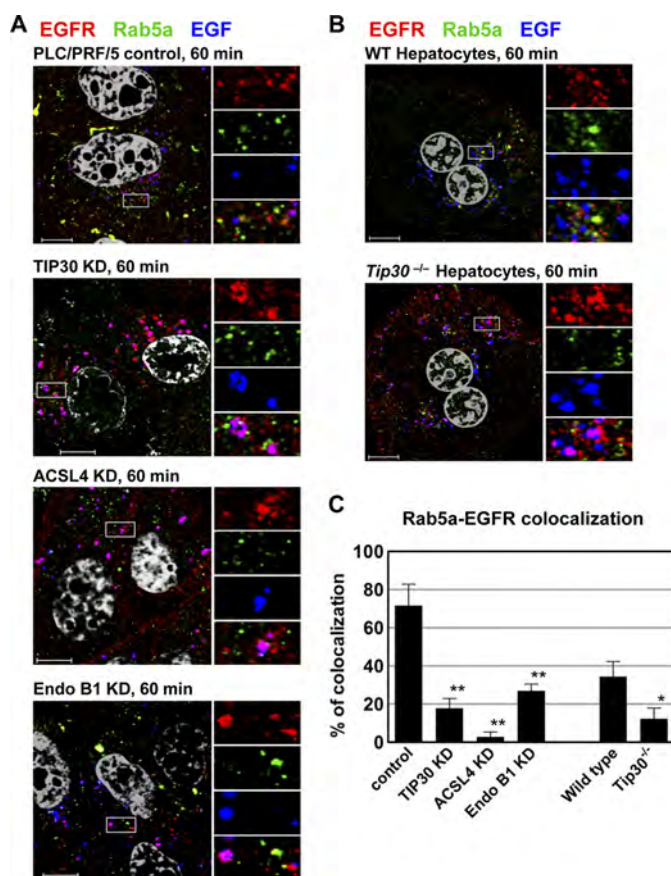 A EGFR Rab5a EGF
PLC/PRF/5 control, 60 min
TIP30 KD, 60 min
ACSL4 KD, 60 min
Endo B1 KD, 60 min
B EGFR Rab5a EGF
WT Hepatocytes, 60 min
Tip30 –/– Hepatocytes, 60 min
C
Rab5a-EGFR colocalization
% of colocalization
100
80
60
40
20
0
** ** ** *
control TIP30 KD ACSL4 KD Endo B1 KD Wild type Tip30–/–